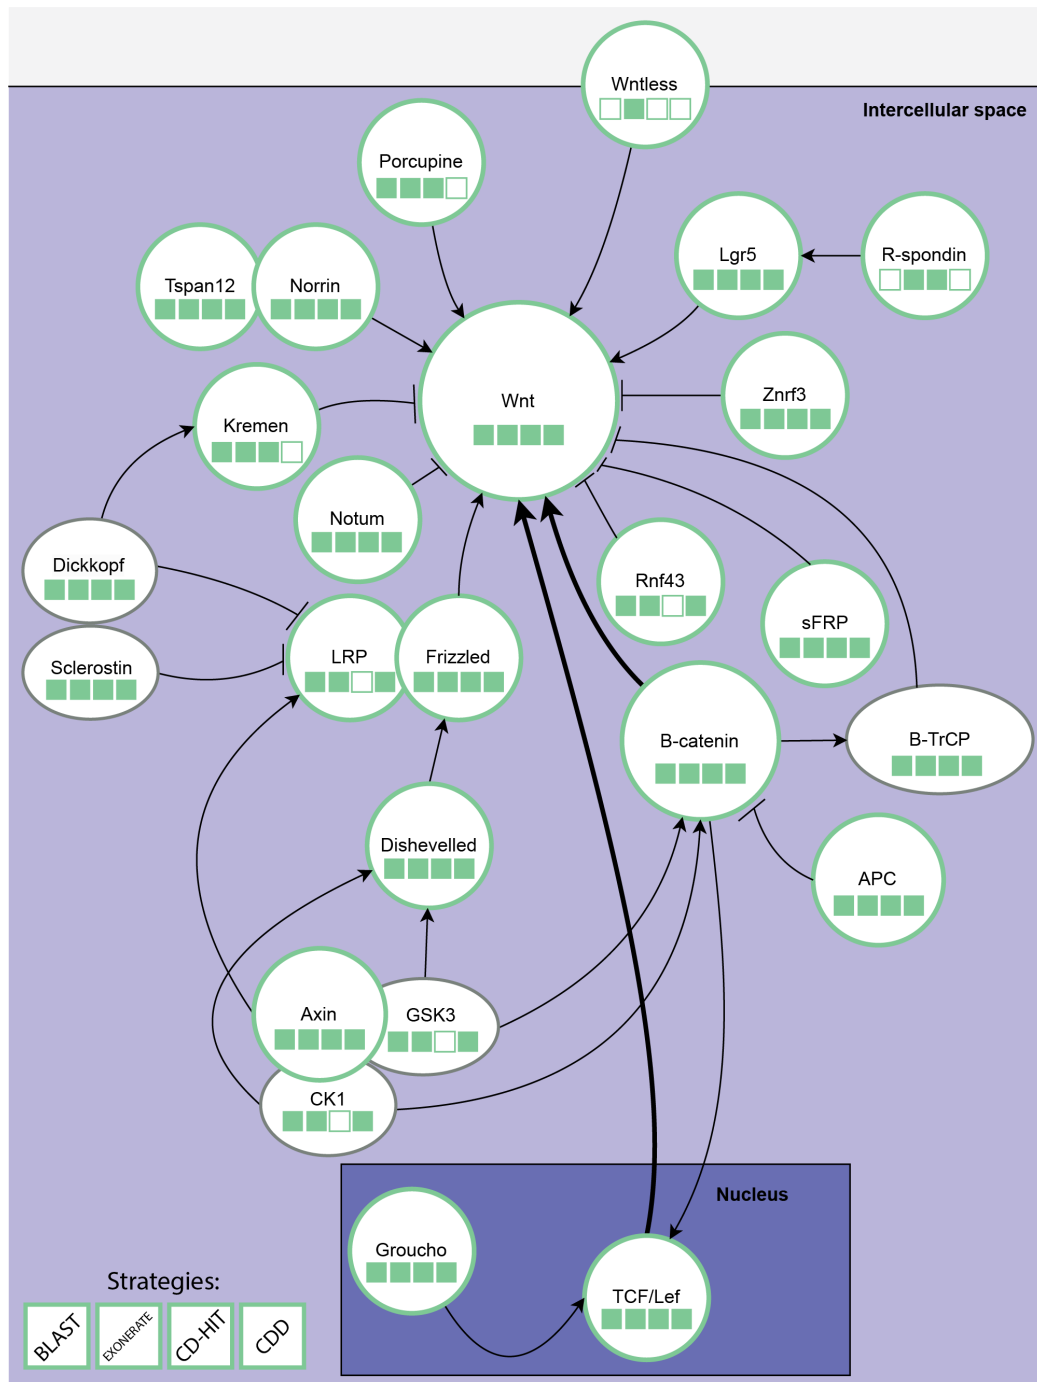 Wntless
Intercellular space
Porcupine
Lgr5
R-spondin
Tspan12
Norrin
Wnt
Znrf3
Kremen
Notum
Dickkopf
Rnf43
sFRP
Sclerostin
LRP
Frizzled
B-catenin
B-TrCP
Dishevelled
APC
Axin
GSK3
CK1
Nucleus
Groucho
TCF/Lef
Strategies:
BLAST
EXONERATE
CD-HIT
CDD